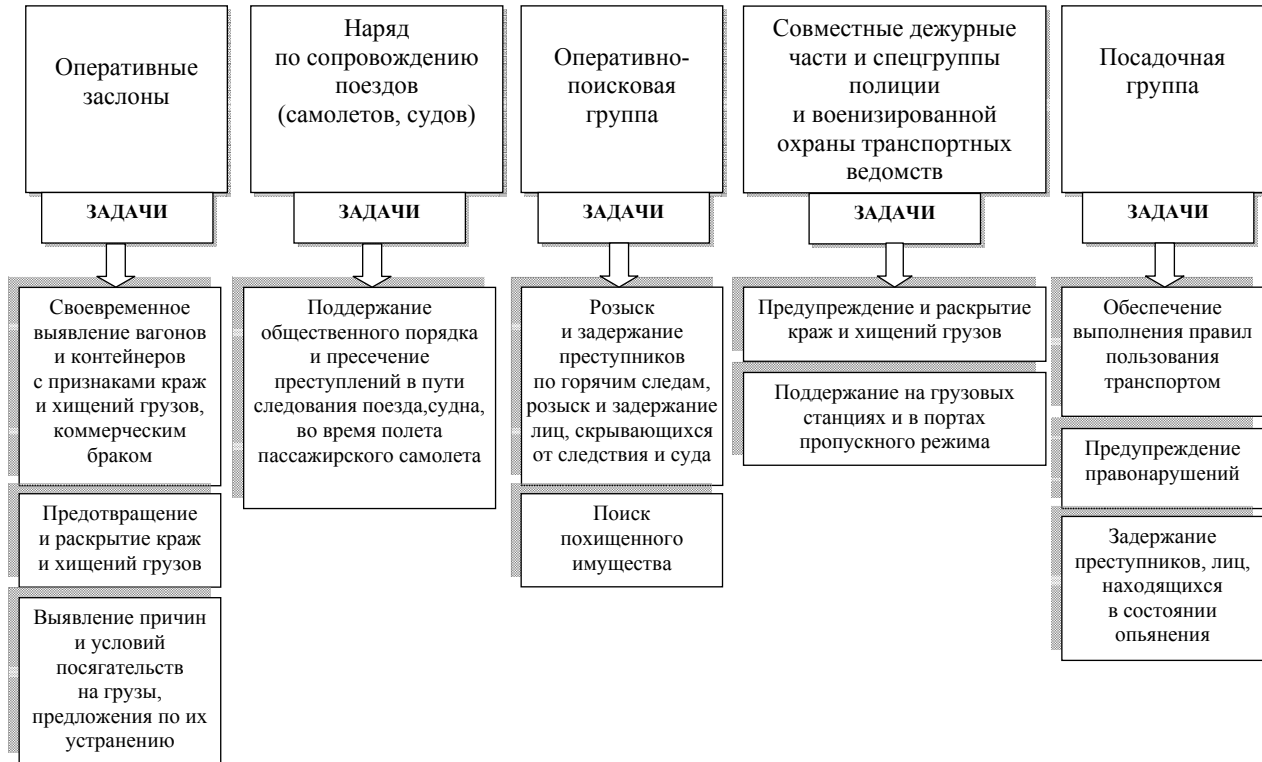 Оперативные
заслоны
ЗАДАЧИ
Своевременное
выявление вагонов
и контейнеров
с признаками краж
и хищений грузов,
коммерческим
браком
Предотвращение
и раскрытие краж
и хищений грузов
Выявление причин
и условий
посягательств
на грузы,
предложения по их
устранению
Наряд
по сопровождению
поездов
(самолетов, судов)
ЗАДАЧИ
Поддержание
общественного порядка
и пресечение
преступлений в пути
следования поезда,судна,
во время полета
пассажирского самолета
Оперативно-
поисковая
группа
ЗАДАЧИ
Розыск
и задержание
преступников
по горячим следам,
розыск и задержание
лиц, скрывающихся
от следствия и суда
Поиск
похищенного
имущества
Совместные дежурные
части и спецгруппы
полиции
и военизированной
охраны транспортных
ведомств
ЗАДАЧИ
Предупреждение и раскрытие
краж и хищений грузов
Поддержание на грузовых
станциях и в портах
пропускного режима
Посадочная
группа
ЗАДАЧИ
Обеспечение
выполнения правил
пользования
транспортом
Предупреждение
правонарушений
Задержание
преступников, лиц,
находящихся
в состоянии
опьянения